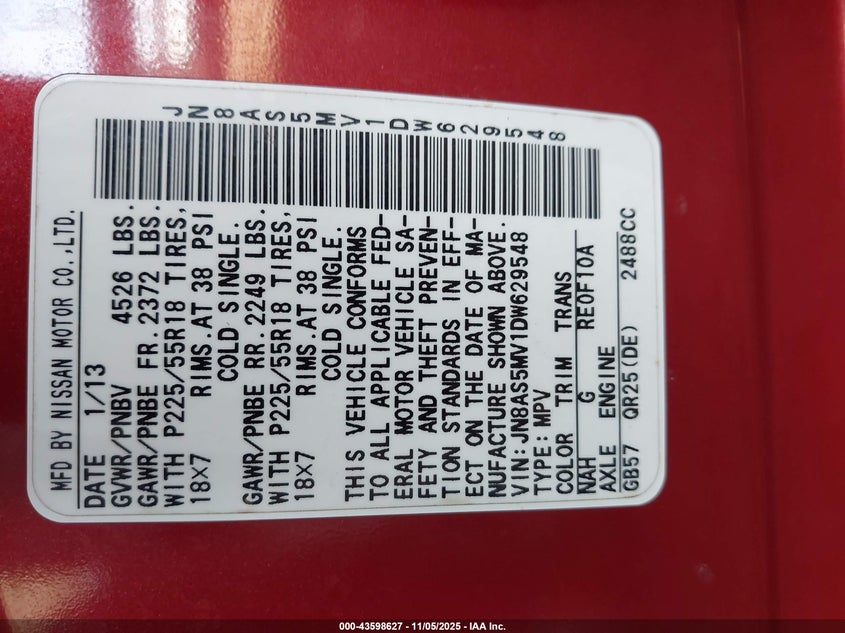 JN8AS5MV1DW629548
MFD BY NISSAN MOTOR CO.,LTD.
DATE 1/13
GVWR/PNBV 4526 LBS.
GAWR/PNBE FR.2372 LBS.
WITH P225/55R18 TIRES,
18X7 RIMS.AT 38 PSI
COLD SINGLE.
GAWR/PNBE RR.2249 LBS.
WITH P225/55R18 TIRES,
18X7 RIMS.AT 38 PSI
COLD SINGLE.
THIS VEHICLE CONFORMS
TO ALL APPLICABLE FED-
ERAL MOTOR VEHICLE SA-
FETY AND THEFT PREVEN-
TION STANDARDS IN EFF-
ECT ON THE DATE OF MA-
NUFACTURE SHOWN ABOVE.
VIN:JN8AS5MV1DW629548
TYPE:MPV
COLOR TRIM TRANS
NAH G RE0F10A
AXLE ENGINE
GB57 QR25(DE) 2488CC
000-43598627 - 11/05/2025 - IAA Inc.